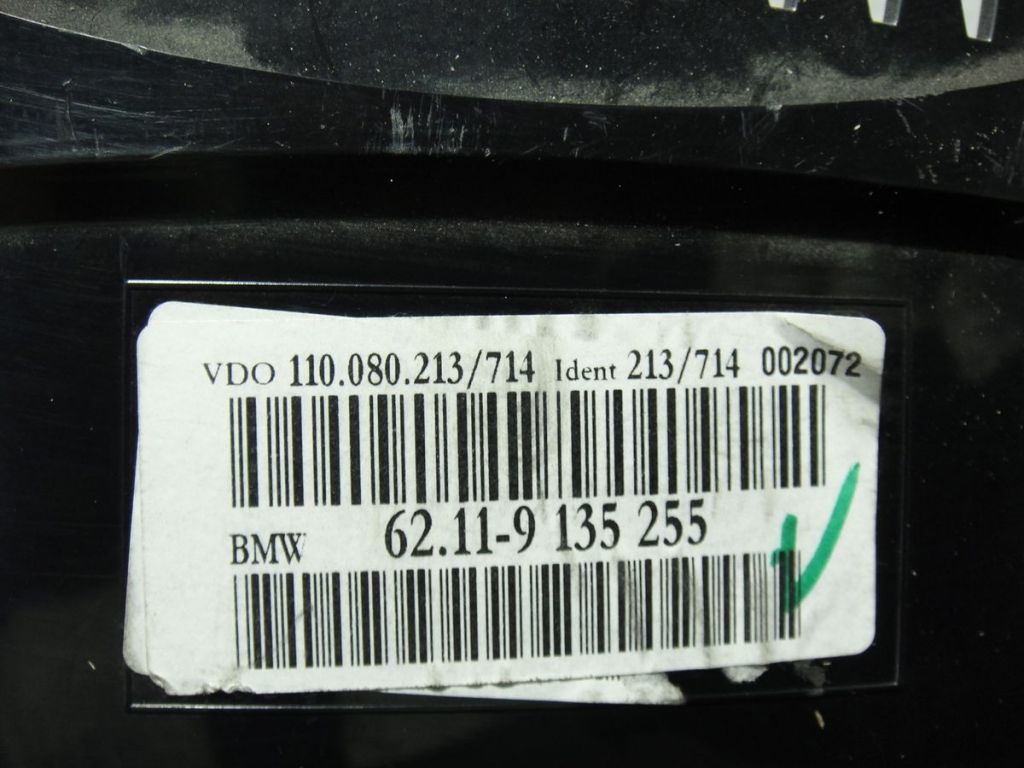 VDO 110.080.213/714 Ident 213/714 002072
BMW 62.11-9 135 255